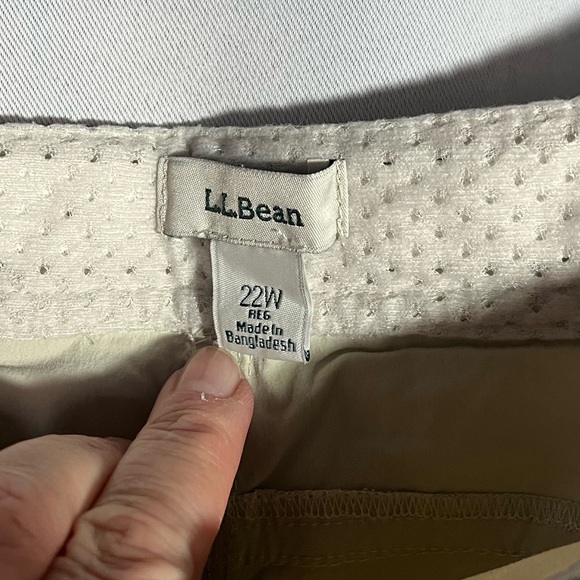 L.L.Bean
22W
REG
Made In
Bangladesh